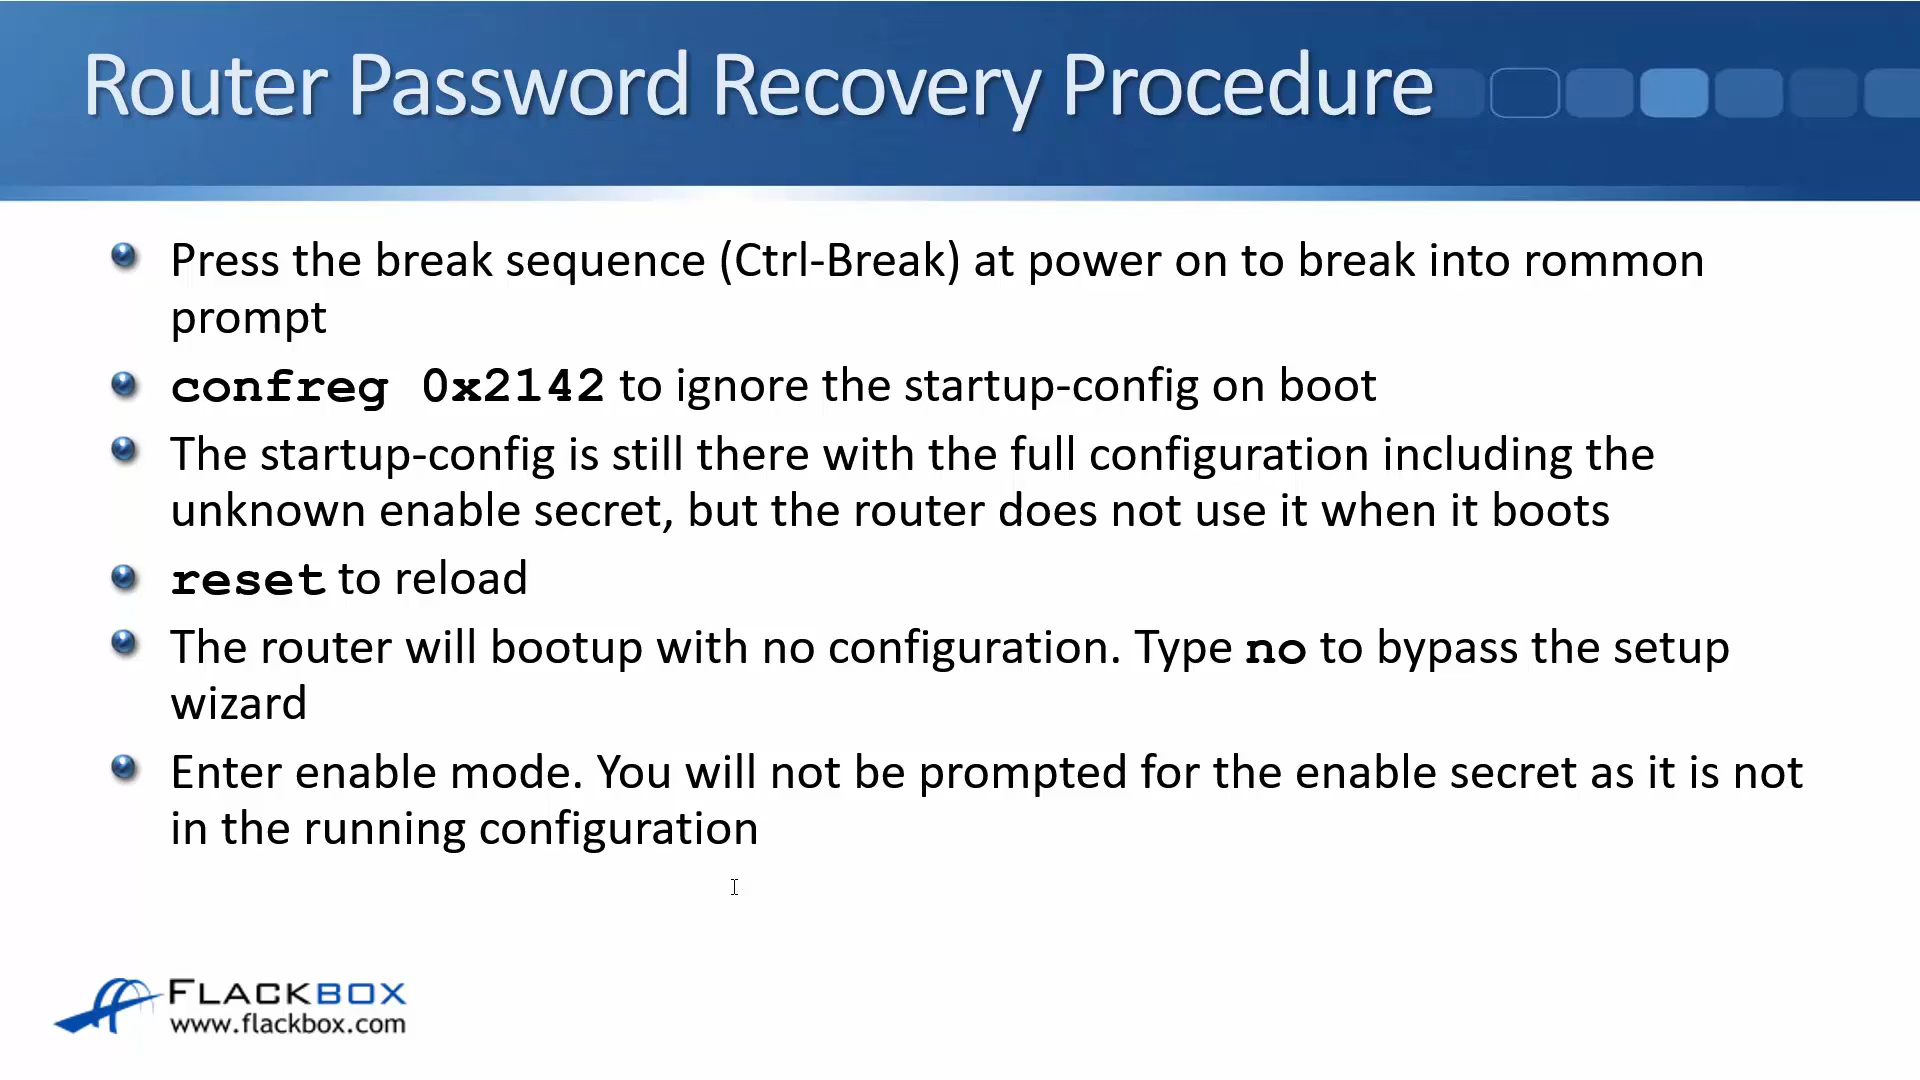 Router Password Recovery Procedure
Press the break sequence (Ctrl-Break) at power on to break into rommon
prompt
confreg 0x2142 to ignore the startup-config on boot
The startup-config is still there with the full configuration including the
unknown enable secret, but the router does not use it when it boots
reset to reload
The router will bootup with no configuration. Type no to bypass the setup
wizard
Enter enable mode. You will not be prompted for the enable secret as it is not
in the running configuration
FLACKBOX
www.flackbox.com